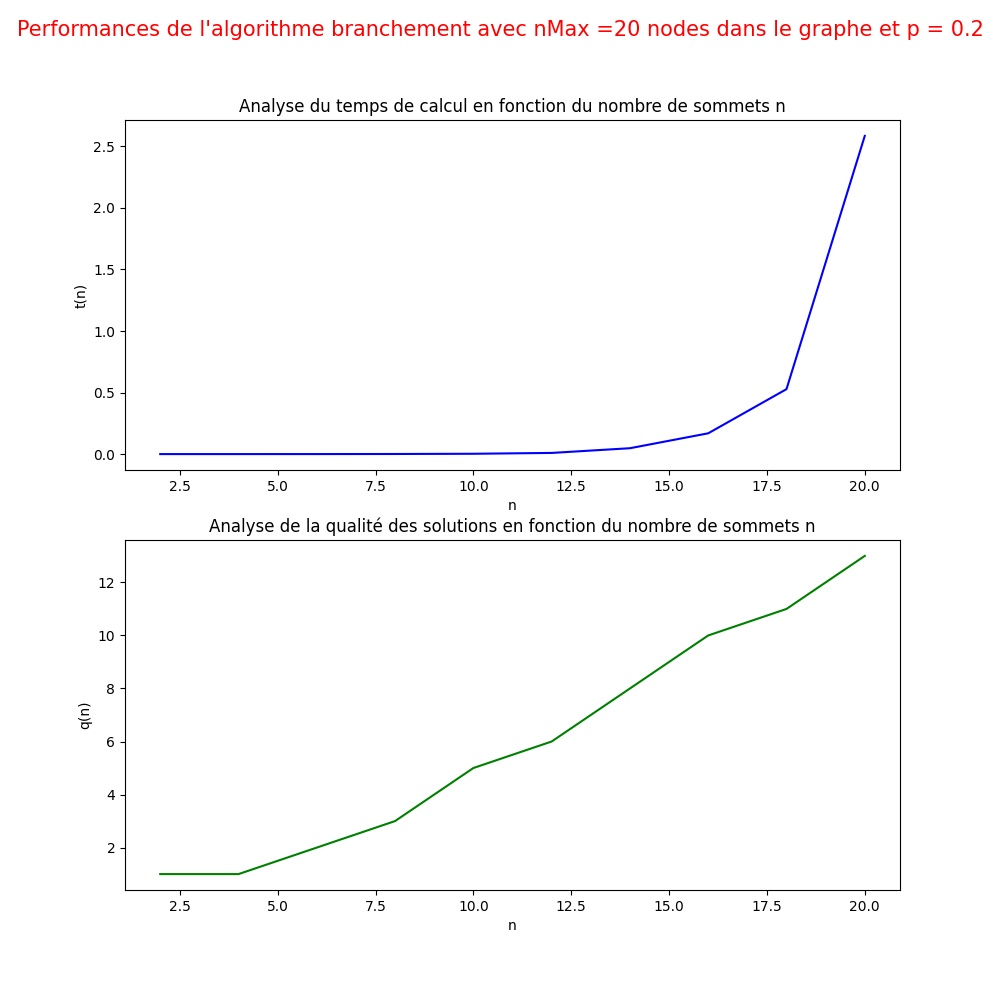 Performances de l'algorithme branchement avec nMax =20 nodes dans le graphe et p = 0.2
Analyse du temps de calcul en fonction du nombre de sommets n
2.5
2.0
1.5
1.0
0.5
0.0
t(n)
2.5 5.0 7.5 10.0 12.5 15.0 17.5 20.0
n
Analyse de la qualité des solutions en fonction du nombre de sommets n
12
10
8
6
4
2
q(n)
2.5 5.0 7.5 10.0 12.5 15.0 17.5 20.0
n